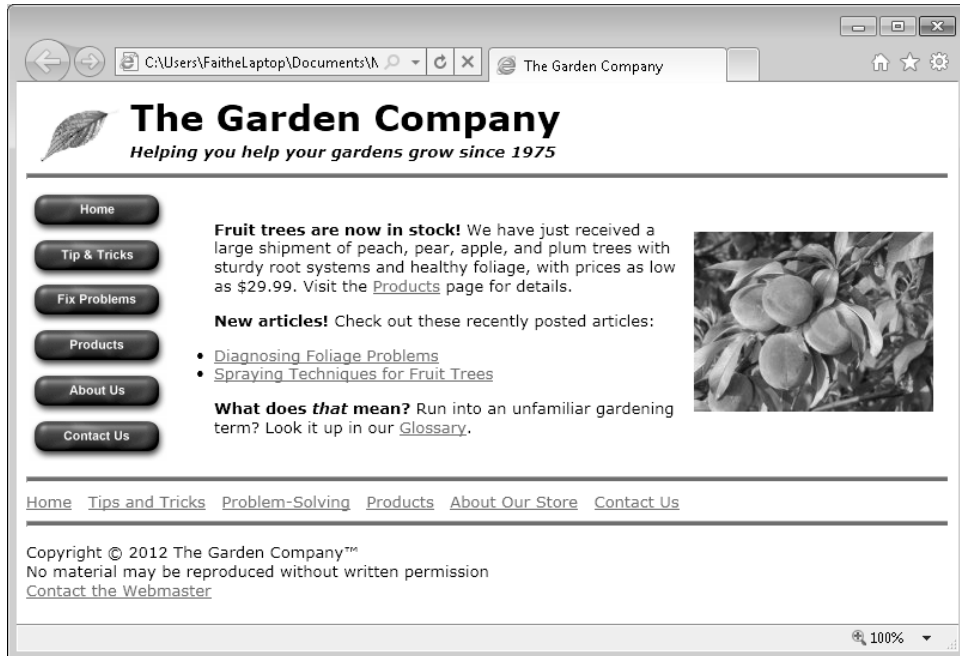 C:\Users\FaitheLaptop\Documents\N
The Garden Company
The Garden Company
Helping you help your gardens grow since 1975
Home
Tip & Tricks
Fix Problems
Products
About Us
Contact Us
Fruit trees are now in stock! We have just received a
large shipment of peach, pear, apple, and plum trees with
sturdy root systems and healthy foliage, with prices as low
as $29.99. Visit the Products page for details.
New articles! Check out these recently posted articles:
• Diagnosing Foliage Problems
• Spraying Techniques for Fruit Trees
What does that mean? Run into an unfamiliar gardening
term? Look it up in our Glossary.
Home Tips and Tricks Problem-Solving Products About Our Store Contact Us
Copyright © 2012 The Garden Company™
No material may be reproduced without written permission
Contact the Webmaster
100%